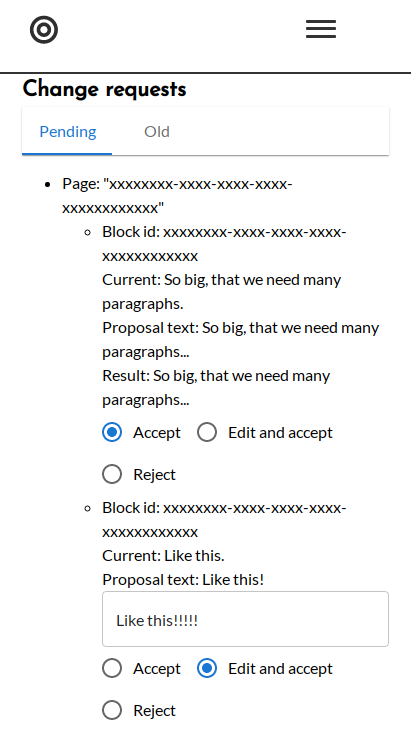 Change requests
Pending Old
Page: "xxxxxxxx-xxxx-xxxx-xxxx-
xxxxxxxxxxxx"
Block id: xxxxxxxx-xxxx-xxxx-xxxx-
xxxxxxxxxxxx
Current: So big, that we need many
paragraphs.
Proposal text: So big, that we need many
paragraphs...
Result: So big, that we need many
paragraphs...
Accept Edit and accept
Reject
Block id: xxxxxxxx-xxxx-xxxx-xxxx-
xxxxxxxxxxxx
Current: Like this.
Proposal text: Like this!
Like this!!!!!
Accept Edit and accept
Reject